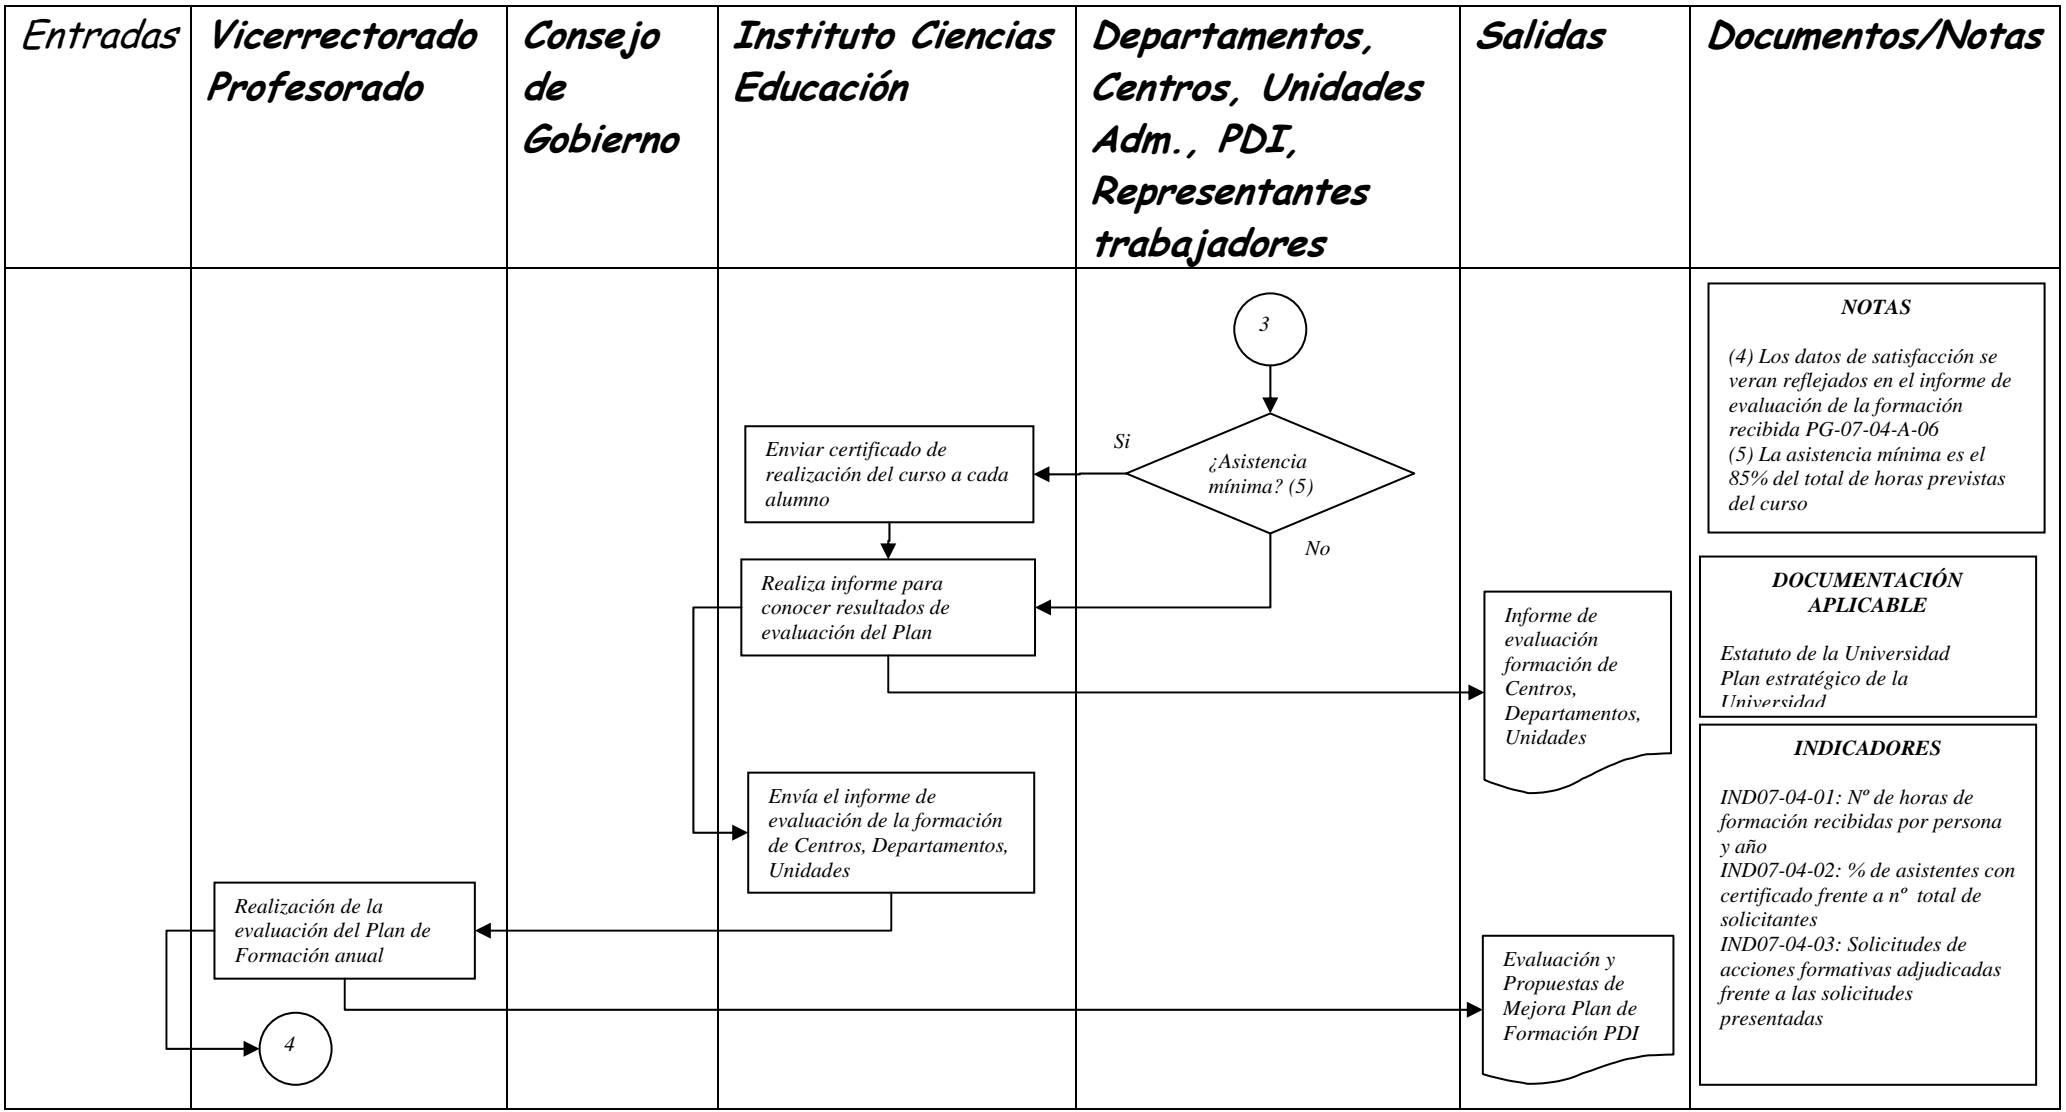 Entradas
Vicerrectorado
Profesorado
Consejo
de
Gobierno
Instituto Ciencias
Educación
Departamentos,
Centros, Unidades
Adm., PDI,
Representantes
trabajadores
Salidas
Documentos/Notas
3
¿Asistencia
mínima? (5)
Si
No
Enviar certificado de
realización del curso a cada
alumno
Realiza informe para
conocer resultados de
evaluación del Plan
Envía el informe de
evaluación de la formación
de Centros, Departamentos,
Unidades
Realización de la
evaluación del Plan de
Formación anual
4
Informe de
evaluación
formación de
Centros,
Departamentos,
Unidades
Evaluación y
Propuestas de
Mejora Plan de
Formación PDI
NOTAS
(4) Los datos de satisfacción se
veran reflejados en el informe de
evaluación de la formación
recibida PG-07-04-A-06
(5) La asistencia mínima es el
85% del total de horas previstas
del curso
DOCUMENTACIÓN
APLICABLE
Estatuto de la Universidad
Plan estratégico de la
Universidad
INDICADORES
IND07-04-01: Nº de horas de
formación recibidas por persona
y año
IND07-04-02: % de asistentes con
certificado frente a nº total de
solicitantes
IND07-04-03: Solicitudes de
acciones formativas adjudicadas
frente a las solicitudes
presentadas